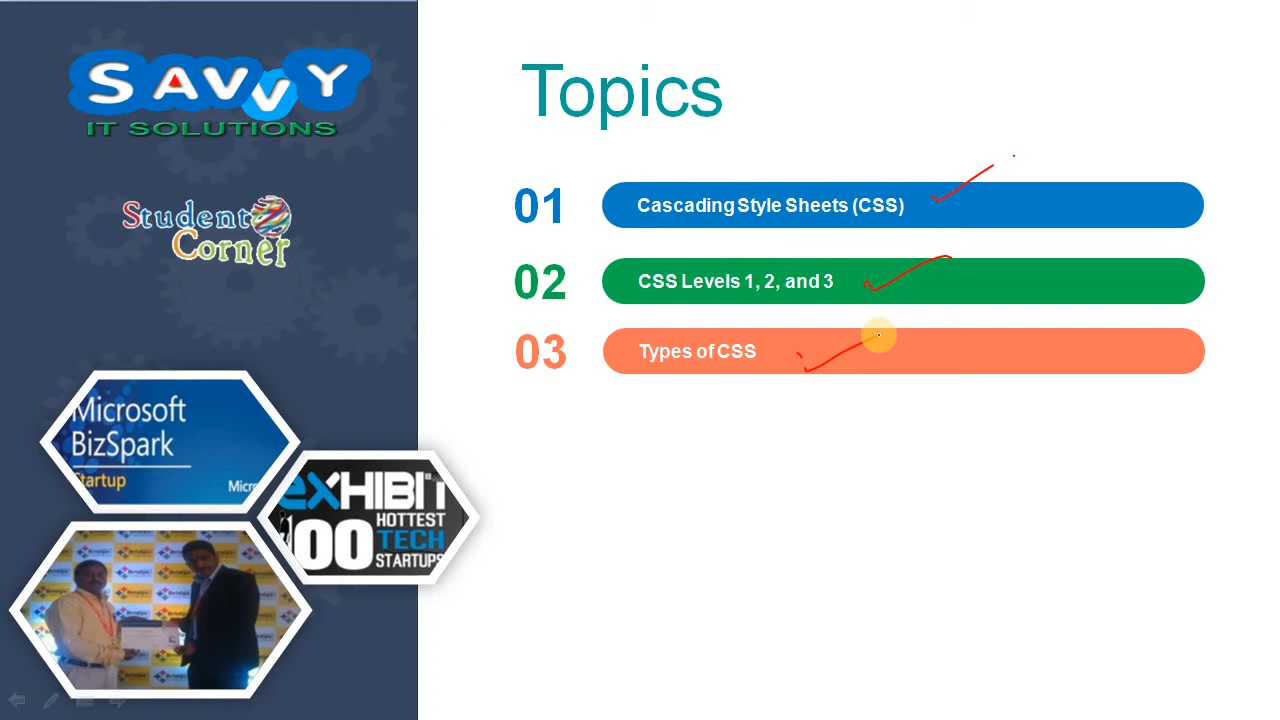 SAVVY
IT SOLUTIONS
Student
Corner
Microsoft
BizSpark
Startup
Micr
eXHIBIT
100
HOTTEST
TECH
STARTUPS
Topics
01
Cascading Style Sheets (CSS)
02
CSS Levels 1, 2, and 3
03
Types of CSS